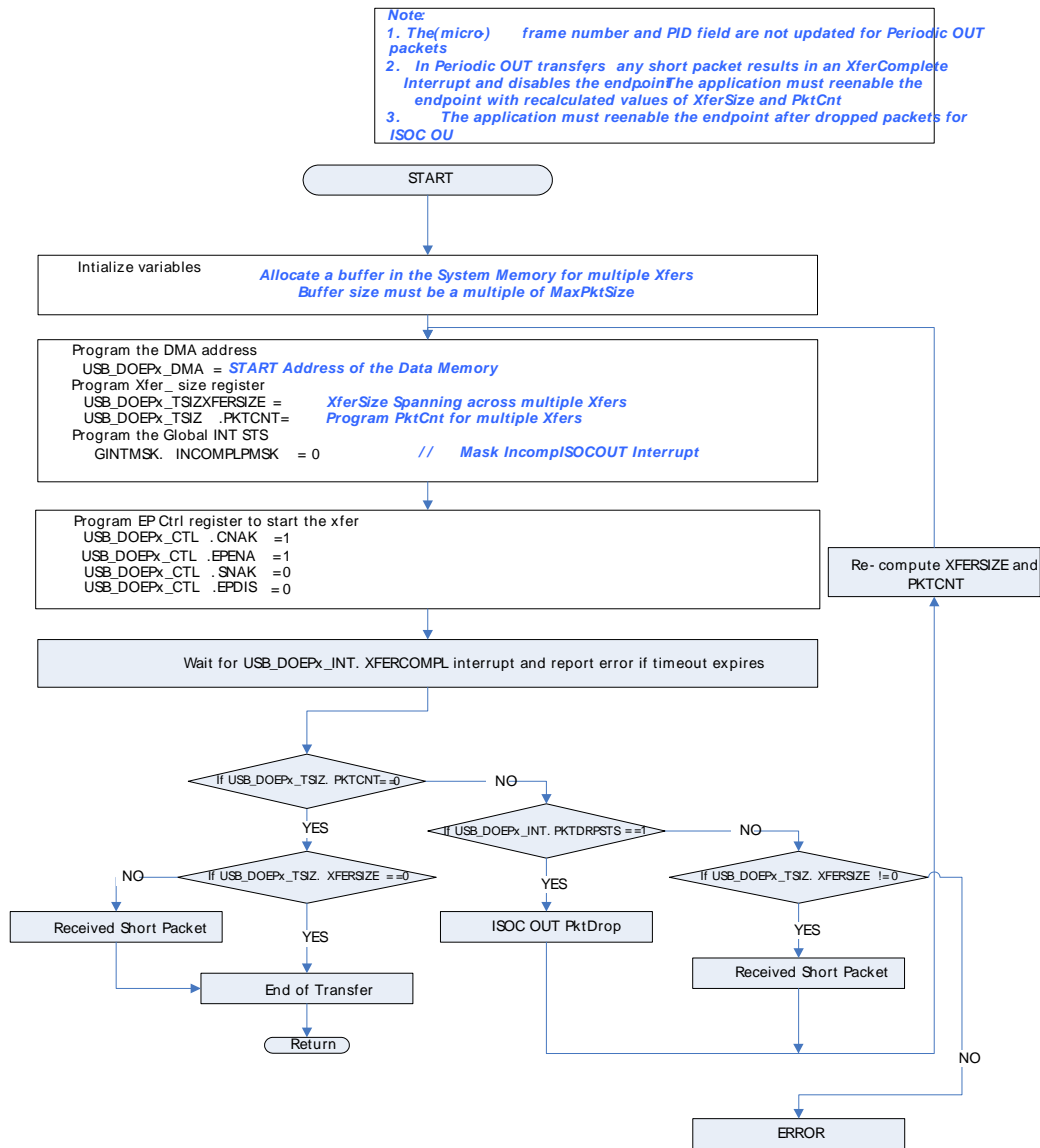 Note:
1. The(micro-) frame number and PID field are not updated for Periodic OUT
packets
2. In Periodic OUT transfers any short packet results in an XferComplete
Interrupt and disables the endpoint. The application must reenable the
endpoint with recalculated values of XferSize and PktCnt
3. The application must reenable the endpoint after dropped packets for
ISOC OU
START
Intialize variables
Allocate a buffer in the System Memory for multiple Xfers
Buffer size must be a multiple of MaxPktSize
Program the DMA address
USB_DOEPx_DMA = START Address of the Data Memory
Program Xfer_ size register
USB_DOEPx_TSIZXFERSIZE = XferSize Spanning across multiple Xfers
USB_DOEPx_TSIZ .PKTCNT= Program PktCnt for multiple Xfers
Program the Global INT STS
GINTMSK. INCOMPLPMSK = 0 // Mask IncompISOCOUT Interrupt
Program EP Ctrl register to start the xfer
USB_DOEPx_CTL .CNAK =1
USB_DOEPx_CTL .EPENA =1
USB_DOEPx_CTL .SNAK =0
USB_DOEPx_CTL .EPDIS =0
Re- compute XFERSIZE and
PKTCNT
Wait for USB_DOEPx_INT. XFERCOMPL interrupt and report error if timeout expires
If USB_DOEPx_TSIZ. PKTCNT==0
NO
YES
If USB_DOEPx_INT. PKTDRPSTS ==1
NO
If USB_DOEPx_TSIZ. XFERSIZE ==0
NO
YES
If USB_DOEPx_TSIZ. XFERSIZE !=0
Received Short Packet
YES
ISOC OUT PktDrop
YES
Received Short Packet
End of Transfer
Return
NO
ERROR